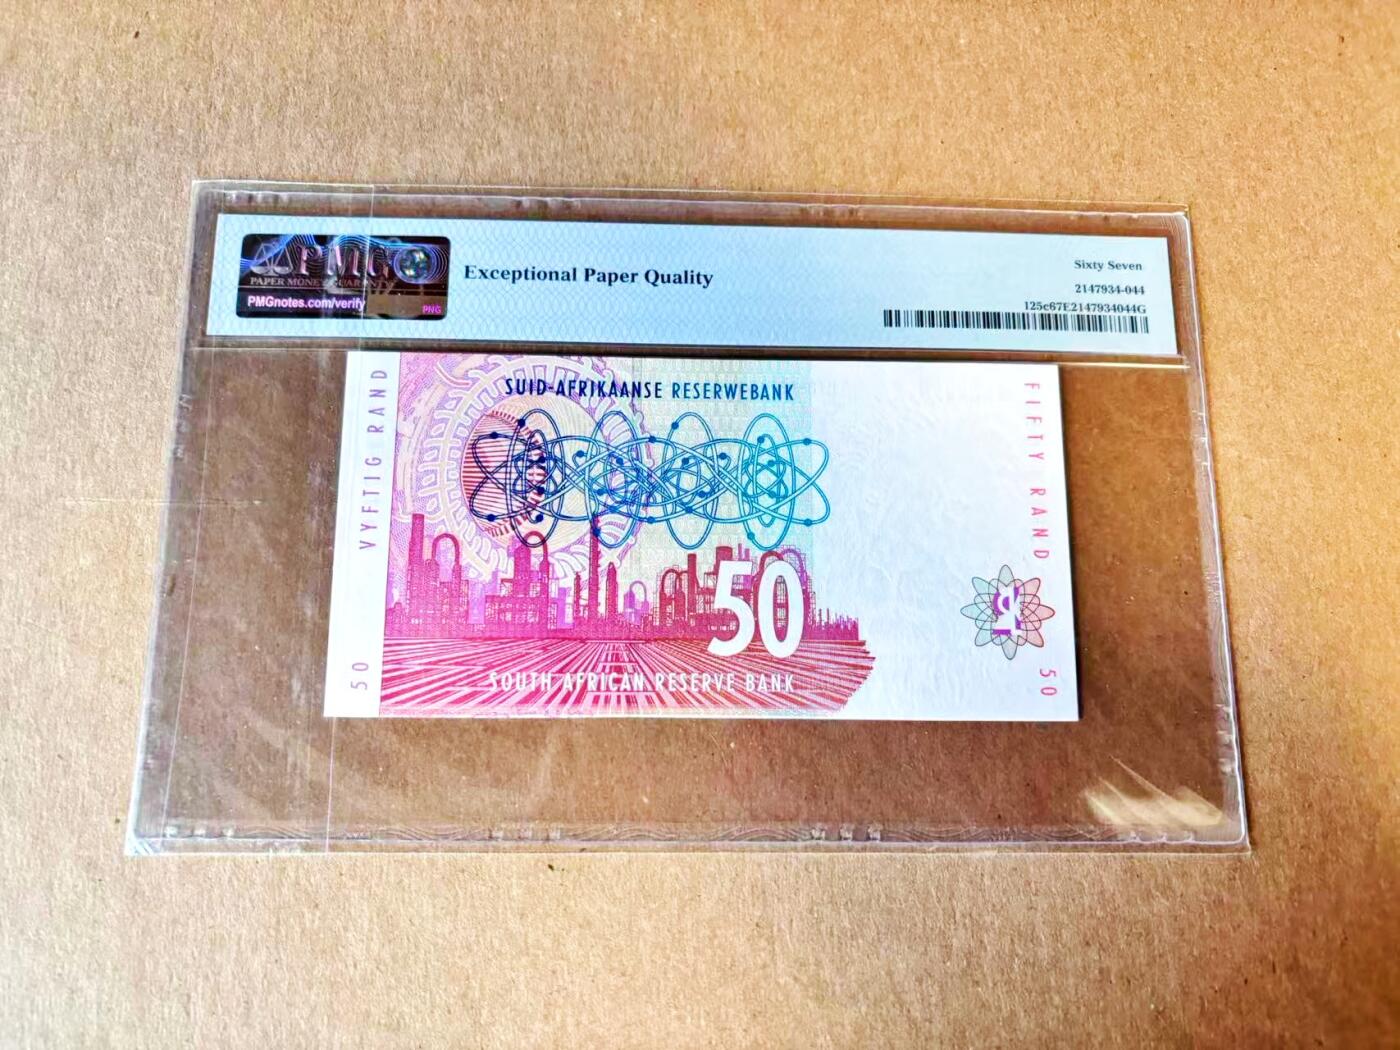 PMG
PAPER MONEY GUARANTY
PMGnotes.com/verify
PNG
Exceptional Paper Quality
Sixty Seven
2147934-044
125c67E2147934044G
SUID-AFRIKAANSE RESERWEBANK
VYFTIG RAND
50
50
SOUTH AFRICAN RESERVE BANK
FIFTY RAND
50